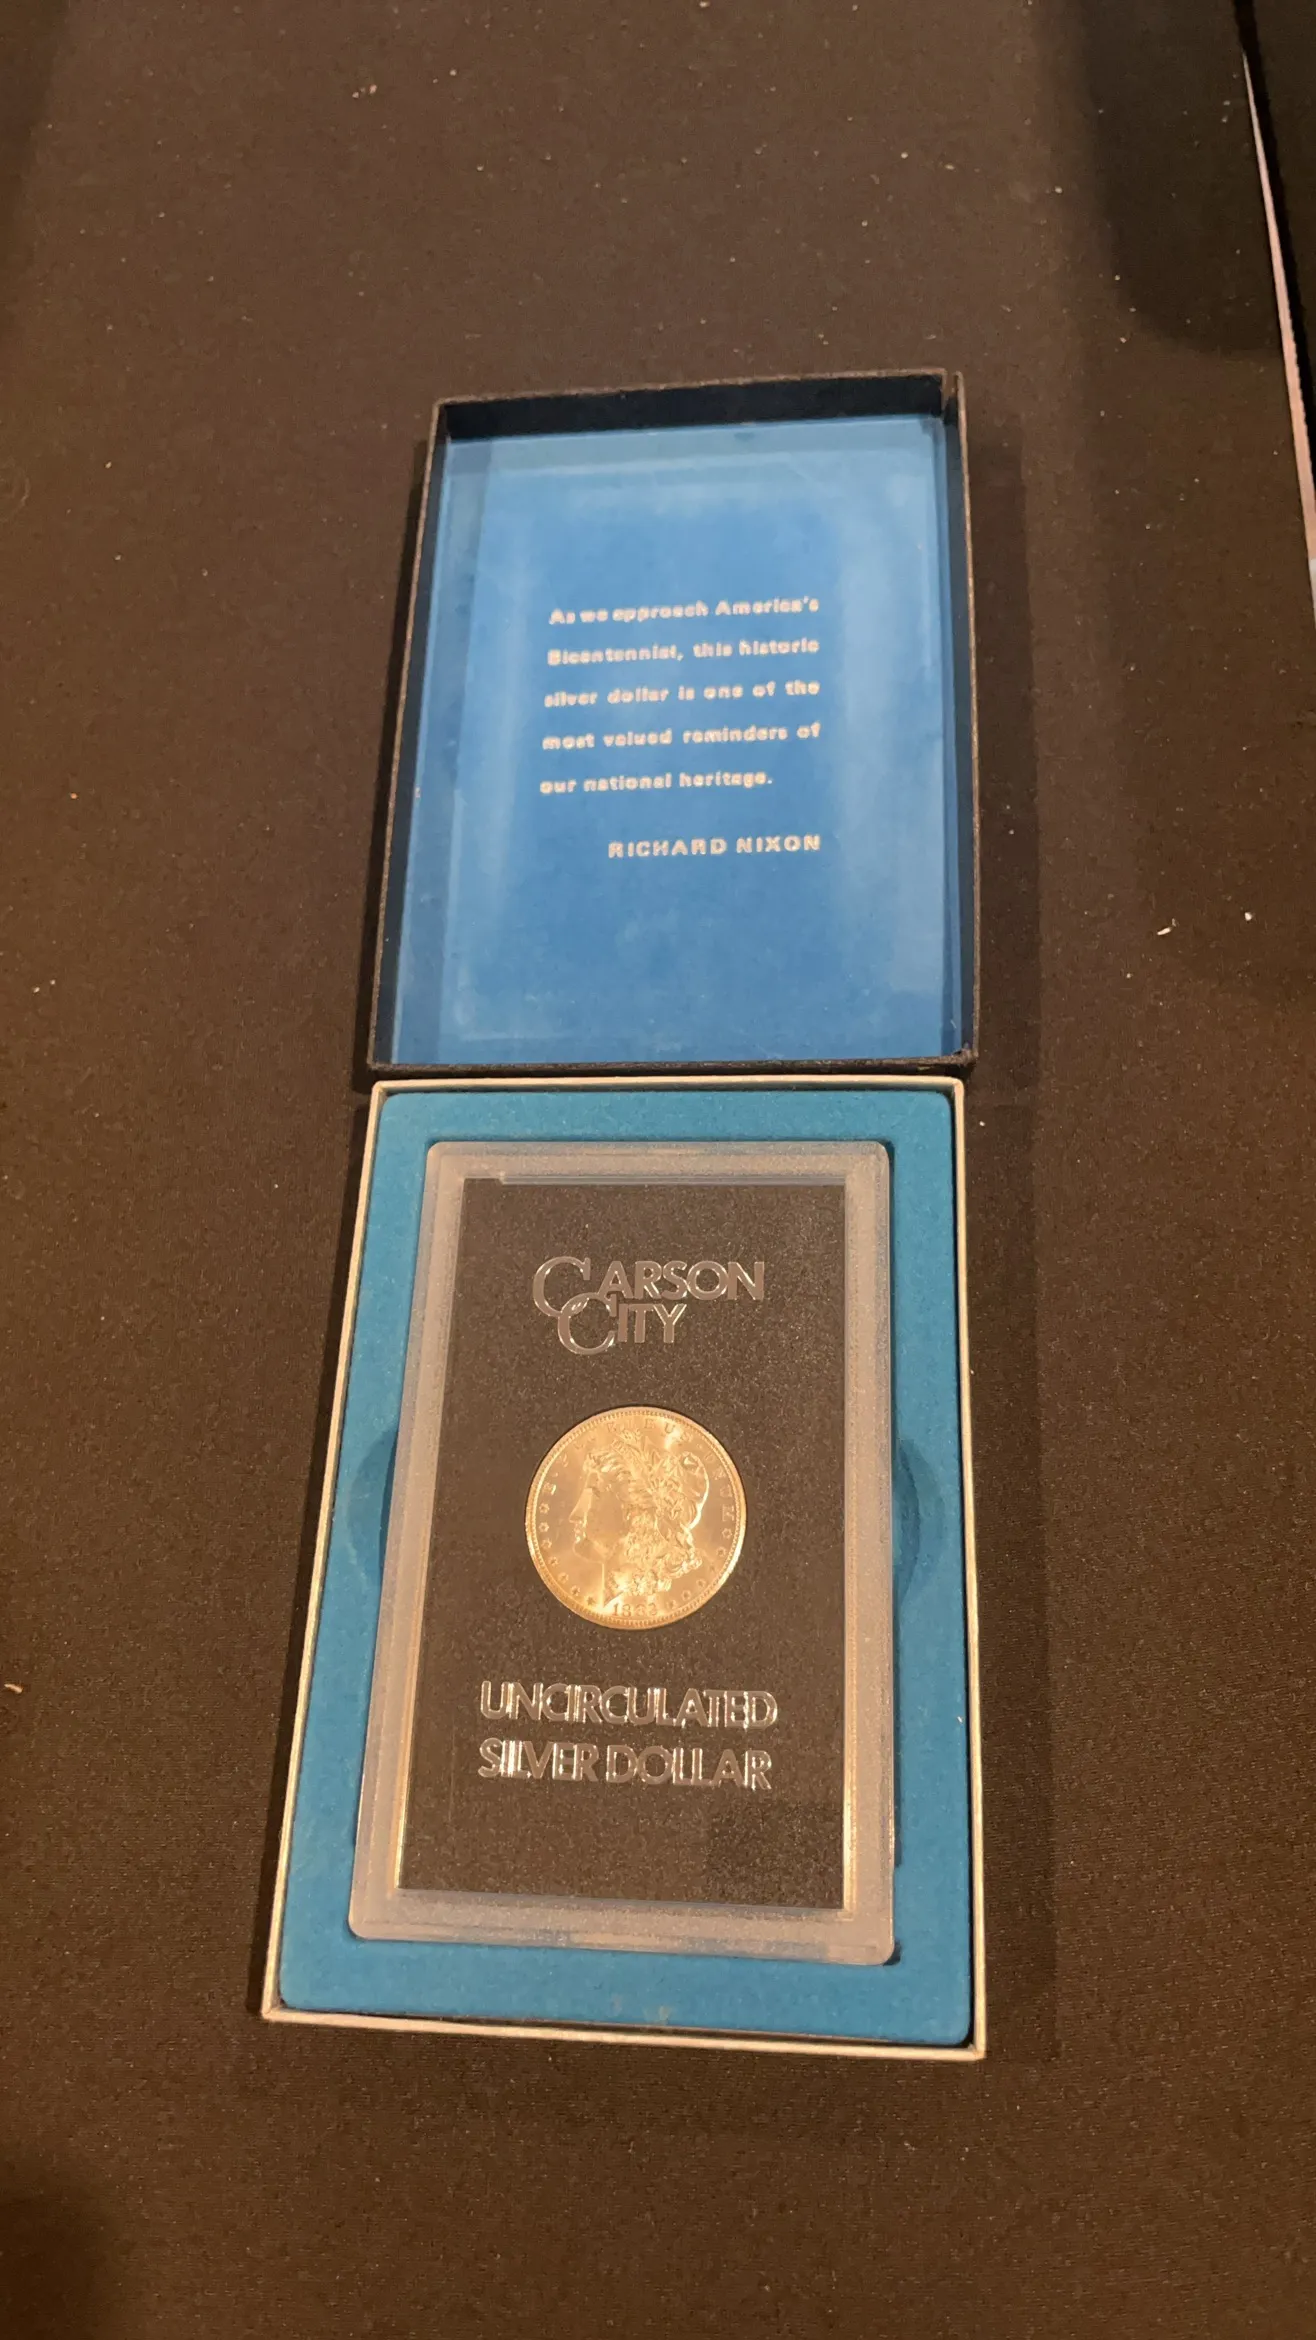 As we approach America's
Bicentennial, this historic
silver dollar is one of the
most valued reminders of
our national heritage.
RICHARD NIXON
CARSON
CITY
UNCIRCULATED
SILVER DOLLAR